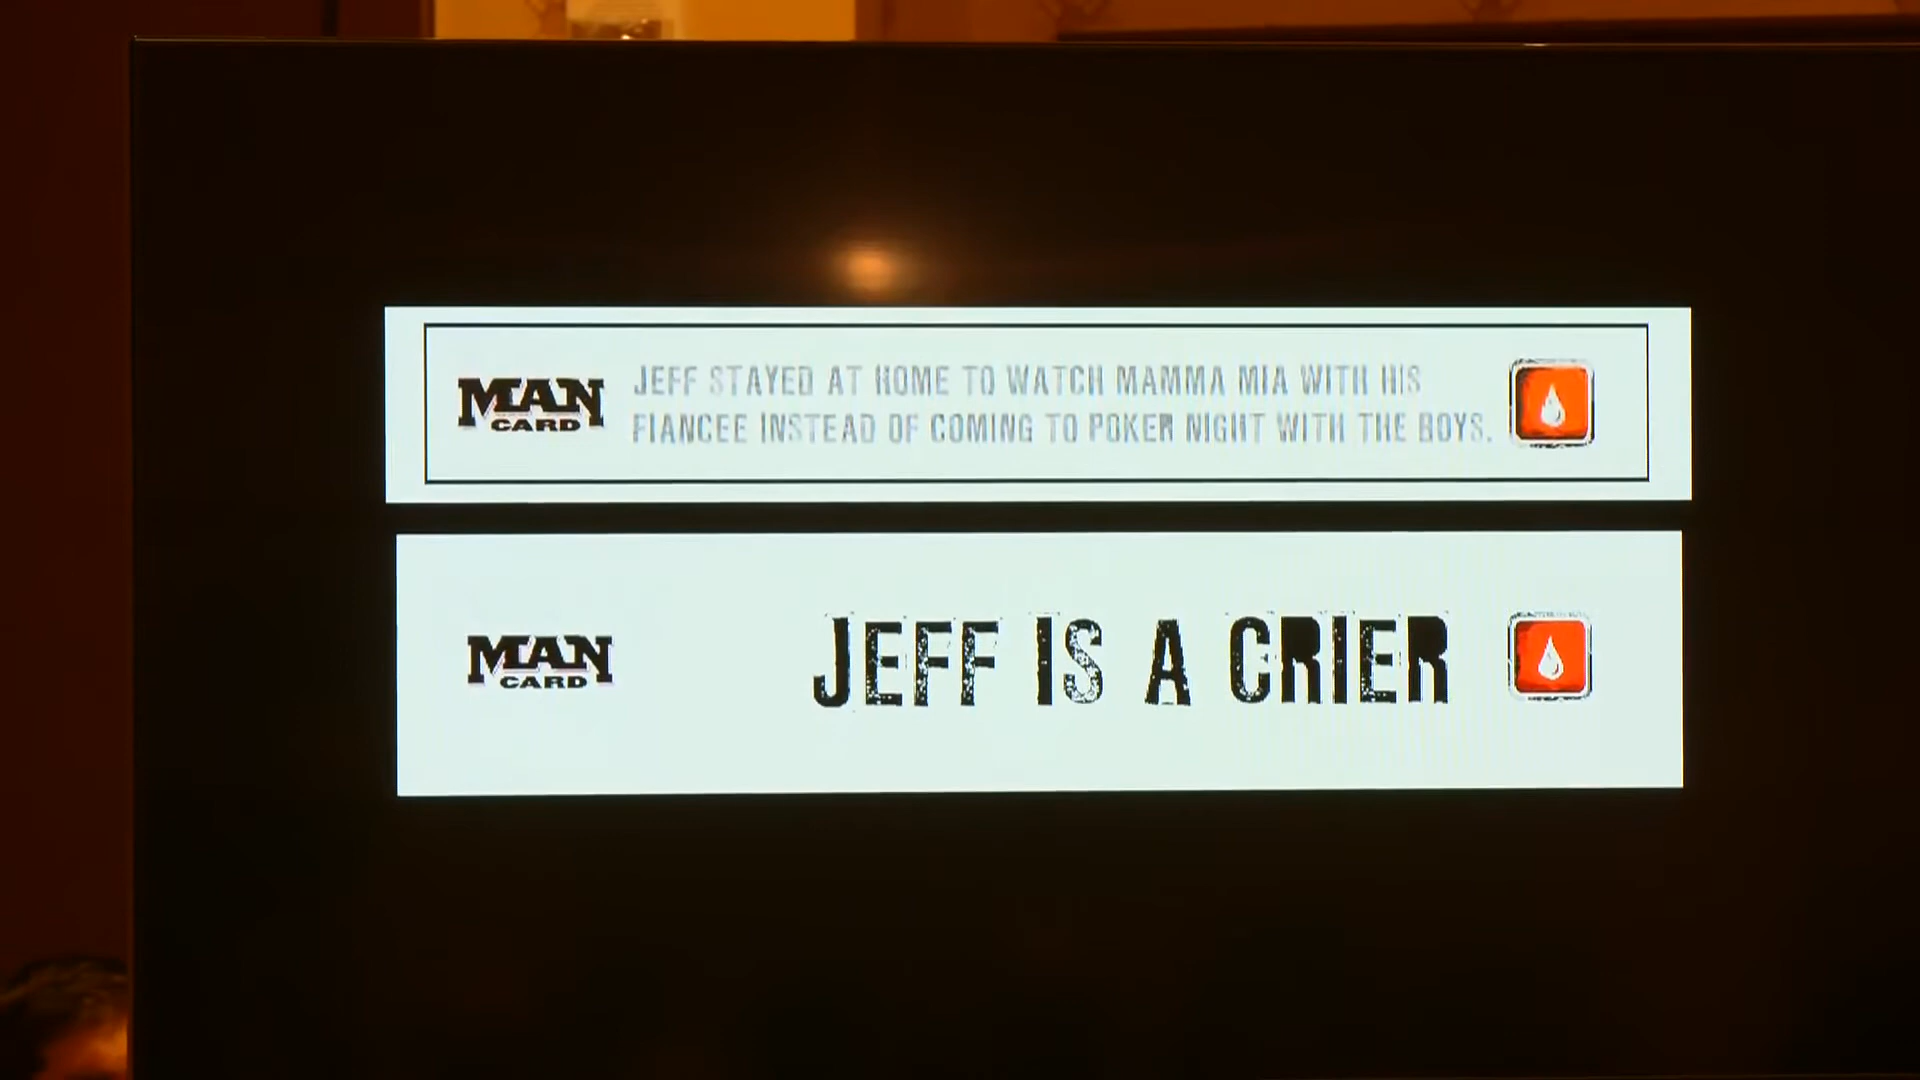 MAN
CARD
JEFF STAYED AT HOME TO WATCH MAMMA MIA WITH HIS
FIANCEE INSTEAD OF COMING TO POKER NIGHT WITH THE BOYS.
MAN
CARD
JEFF IS A CRIER